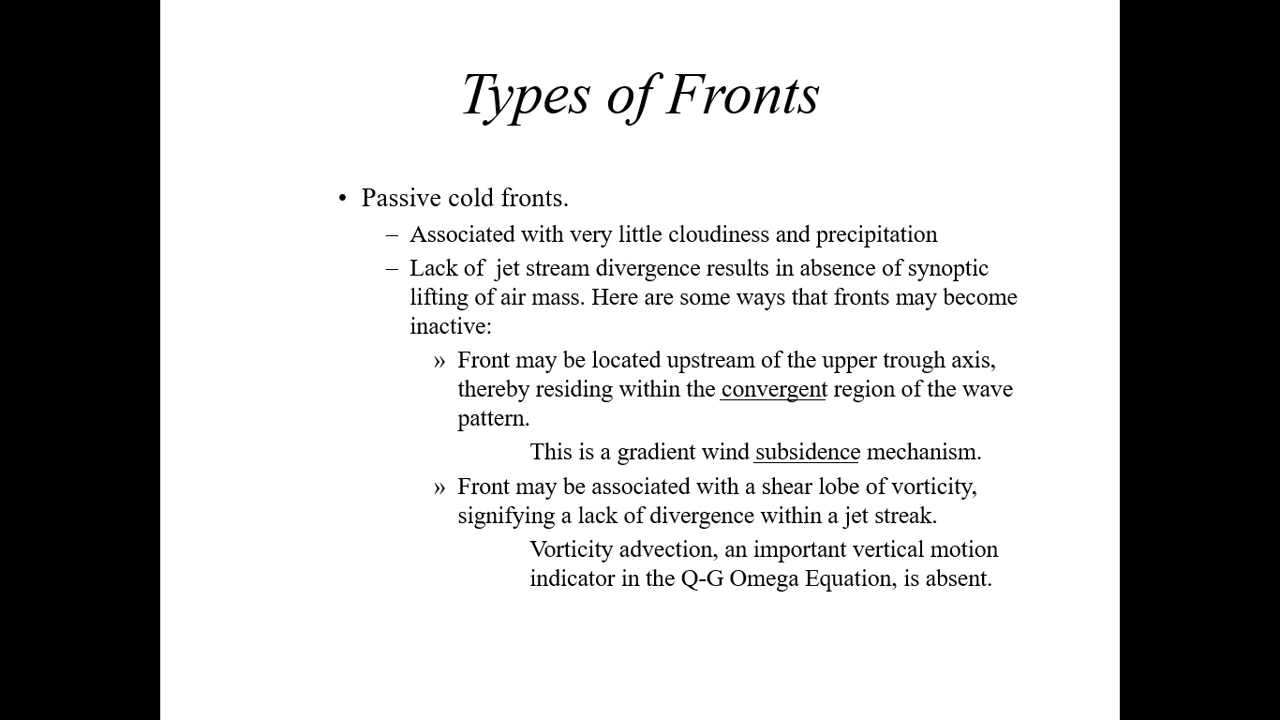 Types of Fronts
• Passive cold fronts.
– Associated with very little cloudiness and precipitation
– Lack of  jet stream divergence results in absence of synoptic
lifting of air mass. Here are some ways that fronts may become
inactive:
» Front may be located upstream of the upper trough axis,
thereby residing within the convergent region of the wave
pattern.
This is a gradient wind subsidence mechanism.
» Front may be associated with a shear lobe of vorticity,
signifying a lack of divergence within a jet streak.
Vorticity advection, an important vertical motion
indicator in the Q-G Omega Equation, is absent.